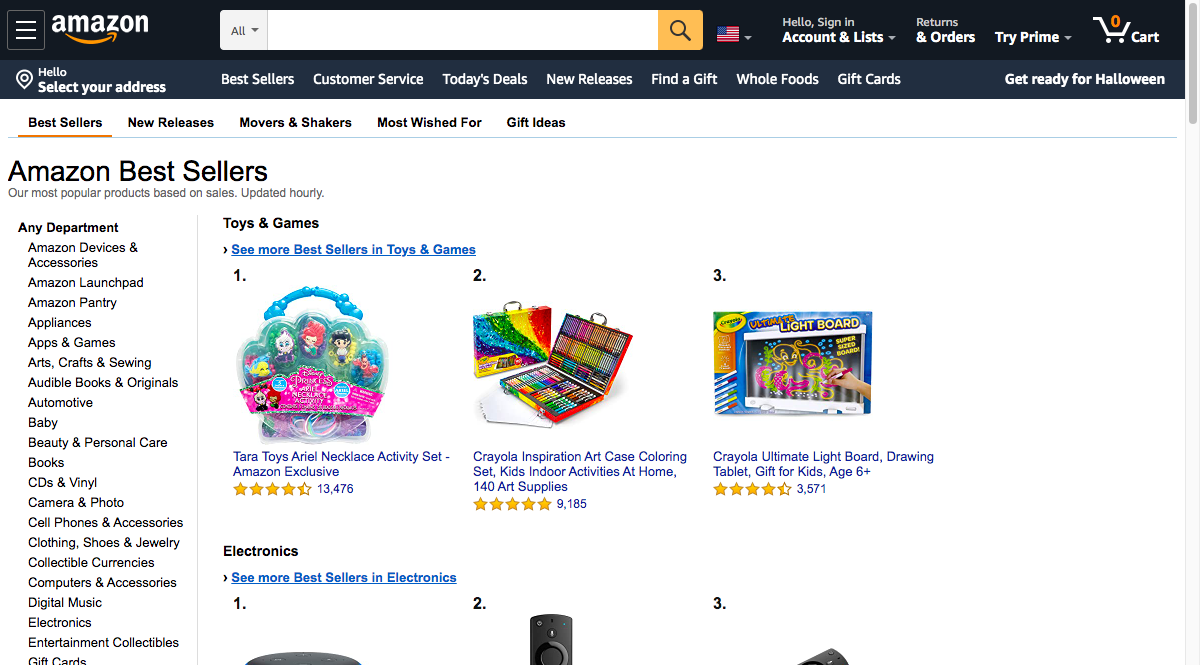 amazon
All
Hello, Sign in
Account & Lists
Returns
& Orders
Try Prime
0
Cart
Hello
Select your address
Best Sellers
Customer Service
Today's Deals
New Releases
Find a Gift
Whole Foods
Gift Cards
Get ready for Halloween
Best Sellers
New Releases
Movers & Shakers
Most Wished For
Gift Ideas
Amazon Best Sellers
Our most popular products based on sales. Updated hourly.
Any Department
Amazon Devices &
Accessories
Amazon Launchpad
Amazon Pantry
Appliances
Apps & Games
Arts, Crafts & Sewing
Audible Books & Originals
Automotive
Baby
Beauty & Personal Care
Books
CDs & Vinyl
Camera & Photo
Cell Phones & Accessories
Clothing, Shoes & Jewelry
Collectible Currencies
Computers & Accessories
Digital Music
Electronics
Entertainment Collectibles
Gift Cards
Toys & Games
› See more Best Sellers in Toys & Games
1.
Disney
PRINCESS
ARIEL
NECKLACE
ACTIVITY
Tara Toys Ariel Necklace Activity Set -
Amazon Exclusive
13,476
2.
Crayola Inspiration Art Case Coloring
Set, Kids Indoor Activities At Home,
140 Art Supplies
9,185
3.
Crayola
ULTIMATE
LIGHT BOARD
SUPER
SIZED
BOARD!
Crayola Ultimate Light Board, Drawing
Tablet, Gift for Kids, Age 6+
3,571
Electronics
› See more Best Sellers in Electronics
1.
2.
3.